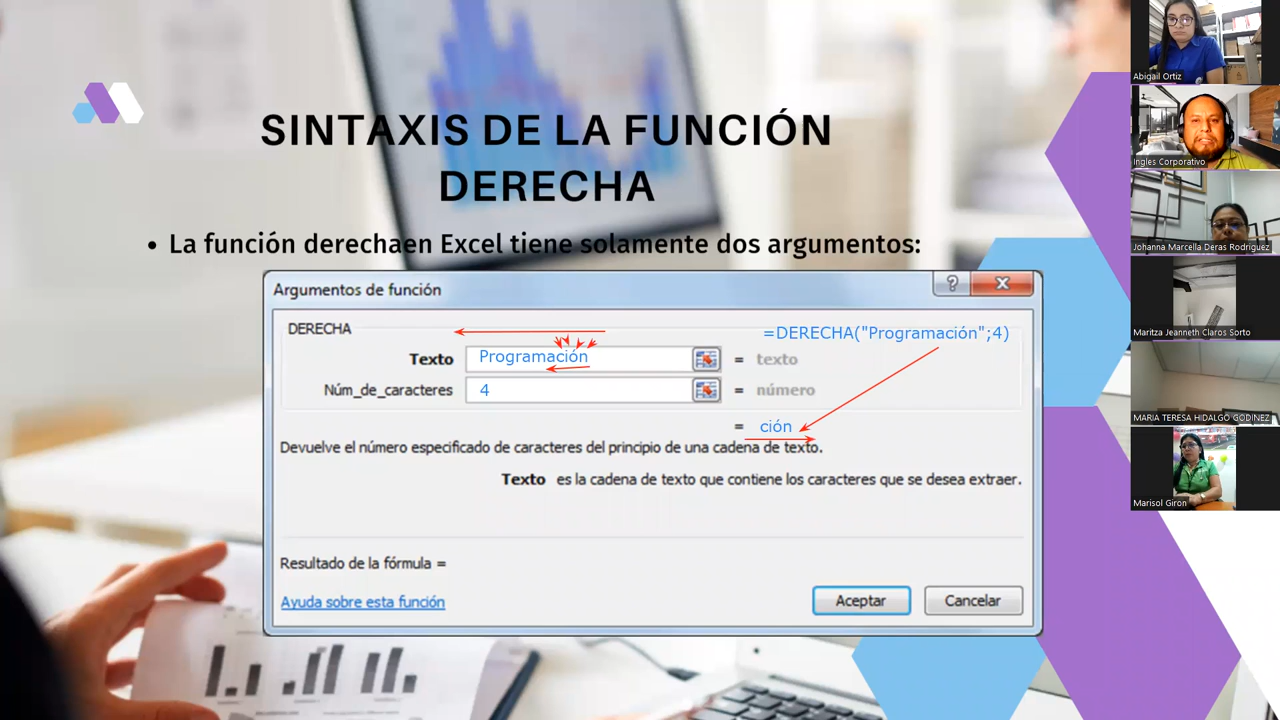 SINTAXIS DE LA FUNCIÓN
DERECHA
• La función derechaen Excel tiene solamente dos argumentos:
Argumentos de función
?
DERECHA
=DERECHA("Programación";4)
Texto Programación = texto
Núm_de_caracteres 4 = número
= ción
Devuelve el número especificado de caracteres del principio de una cadena de texto.
Texto es la cadena de texto que contiene los caracteres que se desea extraer.
Resultado de la fórmula =
Ayuda sobre esta función
Aceptar
Cancelar
Abigail Ortiz
Ingles Corporativo
Johanna Marcella Deras Rodriguez
Maritza Jeanneth Claros Sorto
MARIA TERESA HIDALGO GODINEZ
Marisol Giron